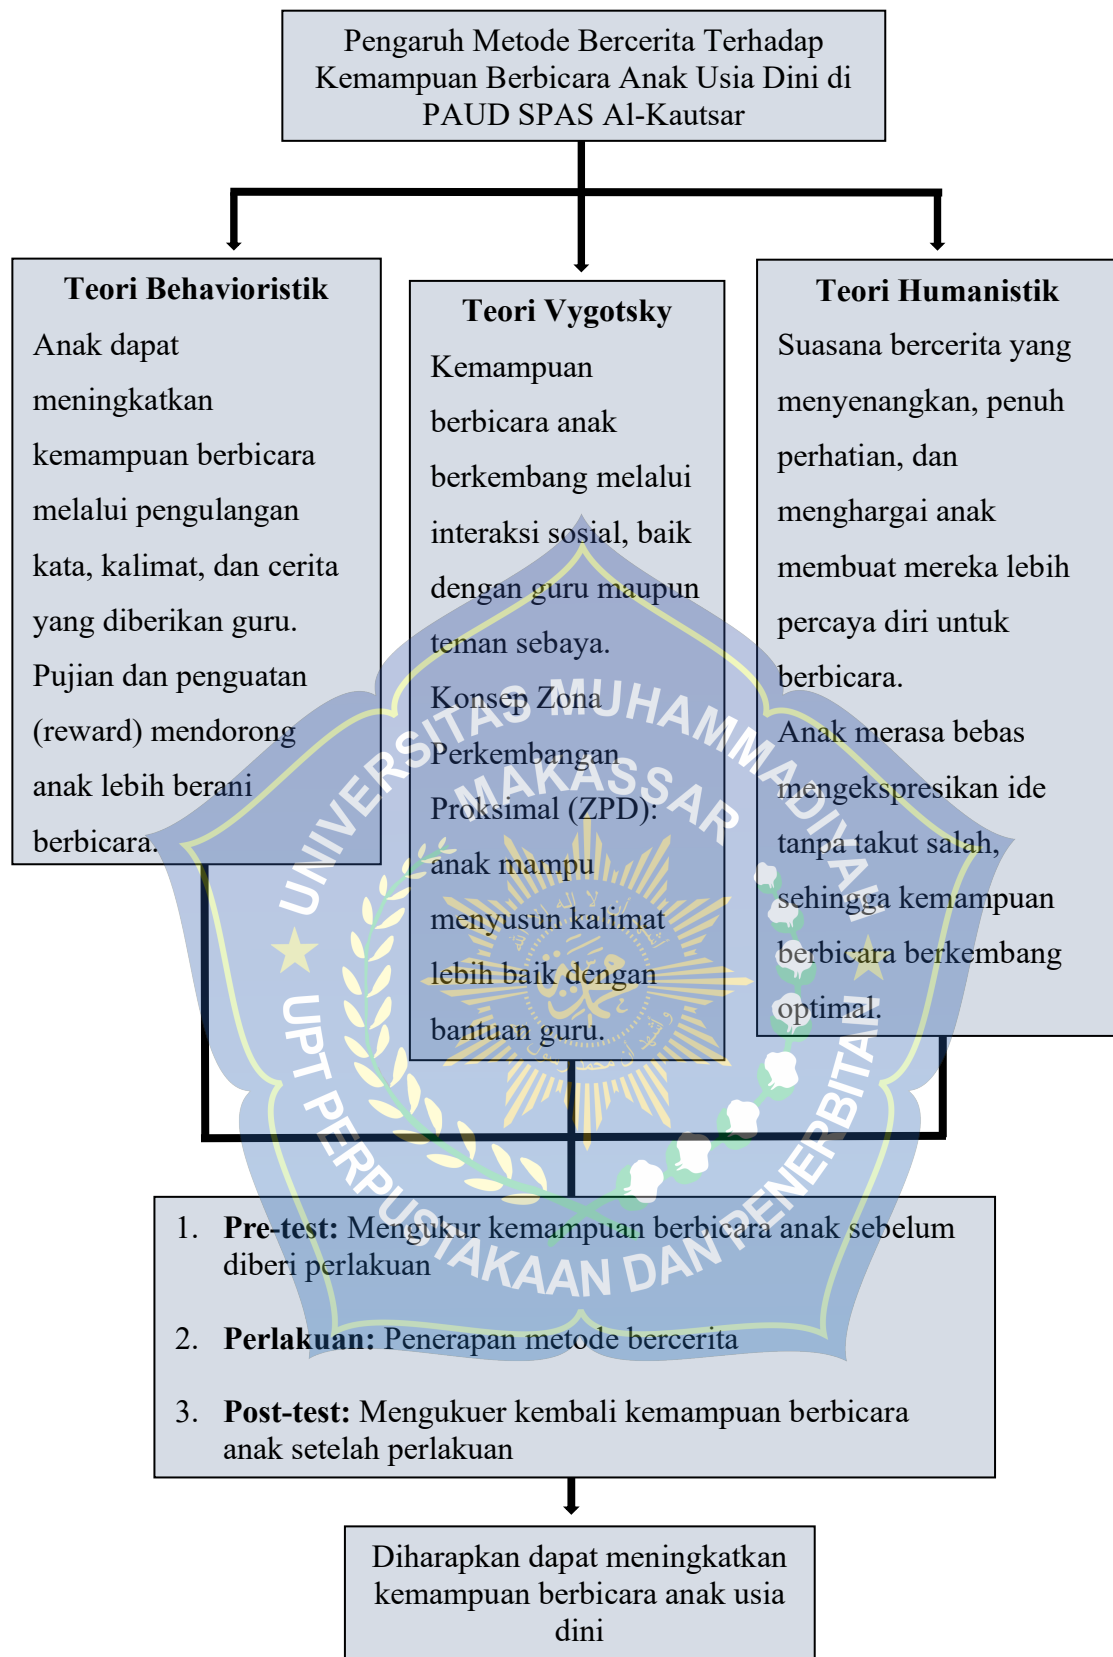 Pengaruh Metode Bercerita Terhadap
Kemampuan Berbicara Anak Usia Dini di
PAUD SPAS Al-Kautsar
Teori Behavioristik
Anak dapat
meningkatkan
kemampuan berbicara
melalui pengulangan
kata, kalimat, dan cerita
yang diberikan guru.
Pujian dan penguatan
(reward) mendorong
anak lebih berani
berbicara.
Teori Vygotsky
Kemampuan
berbicara anak
berkembang melalui
interaksi sosial, baik
dengan guru maupun
teman sebaya.
Konsep Zona
Perkembangan
Proksimal (ZPD):
anak mampu
menyusun kalimat
lebih baik dengan
bantuan guru.
Teori Humanistik
Suasana bercerita yang
menyenangkan, penuh
perhatian, dan
menghargai anak
membuat mereka lebih
percaya diri untuk
berbicara.
Anak merasa bebas
mengekspresikan ide
tanpa takut salah,
sehingga kemampuan
berbicara berkembang
optimal.
UNIVERSITAS MUHAMMADIYAH
MAKASSAR
UPT PERPUSTAKAAN DAN PENERBITAN
1. Pre-test: Mengukur kemampuan berbicara anak sebelum
diberi perlakuan
2. Perlakuan: Penerapan metode bercerita
3. Post-test: Mengukuer kembali kemampuan berbicara
anak setelah perlakuan
Diharapkan dapat meningkatkan
kemampuan berbicara anak usia
dini